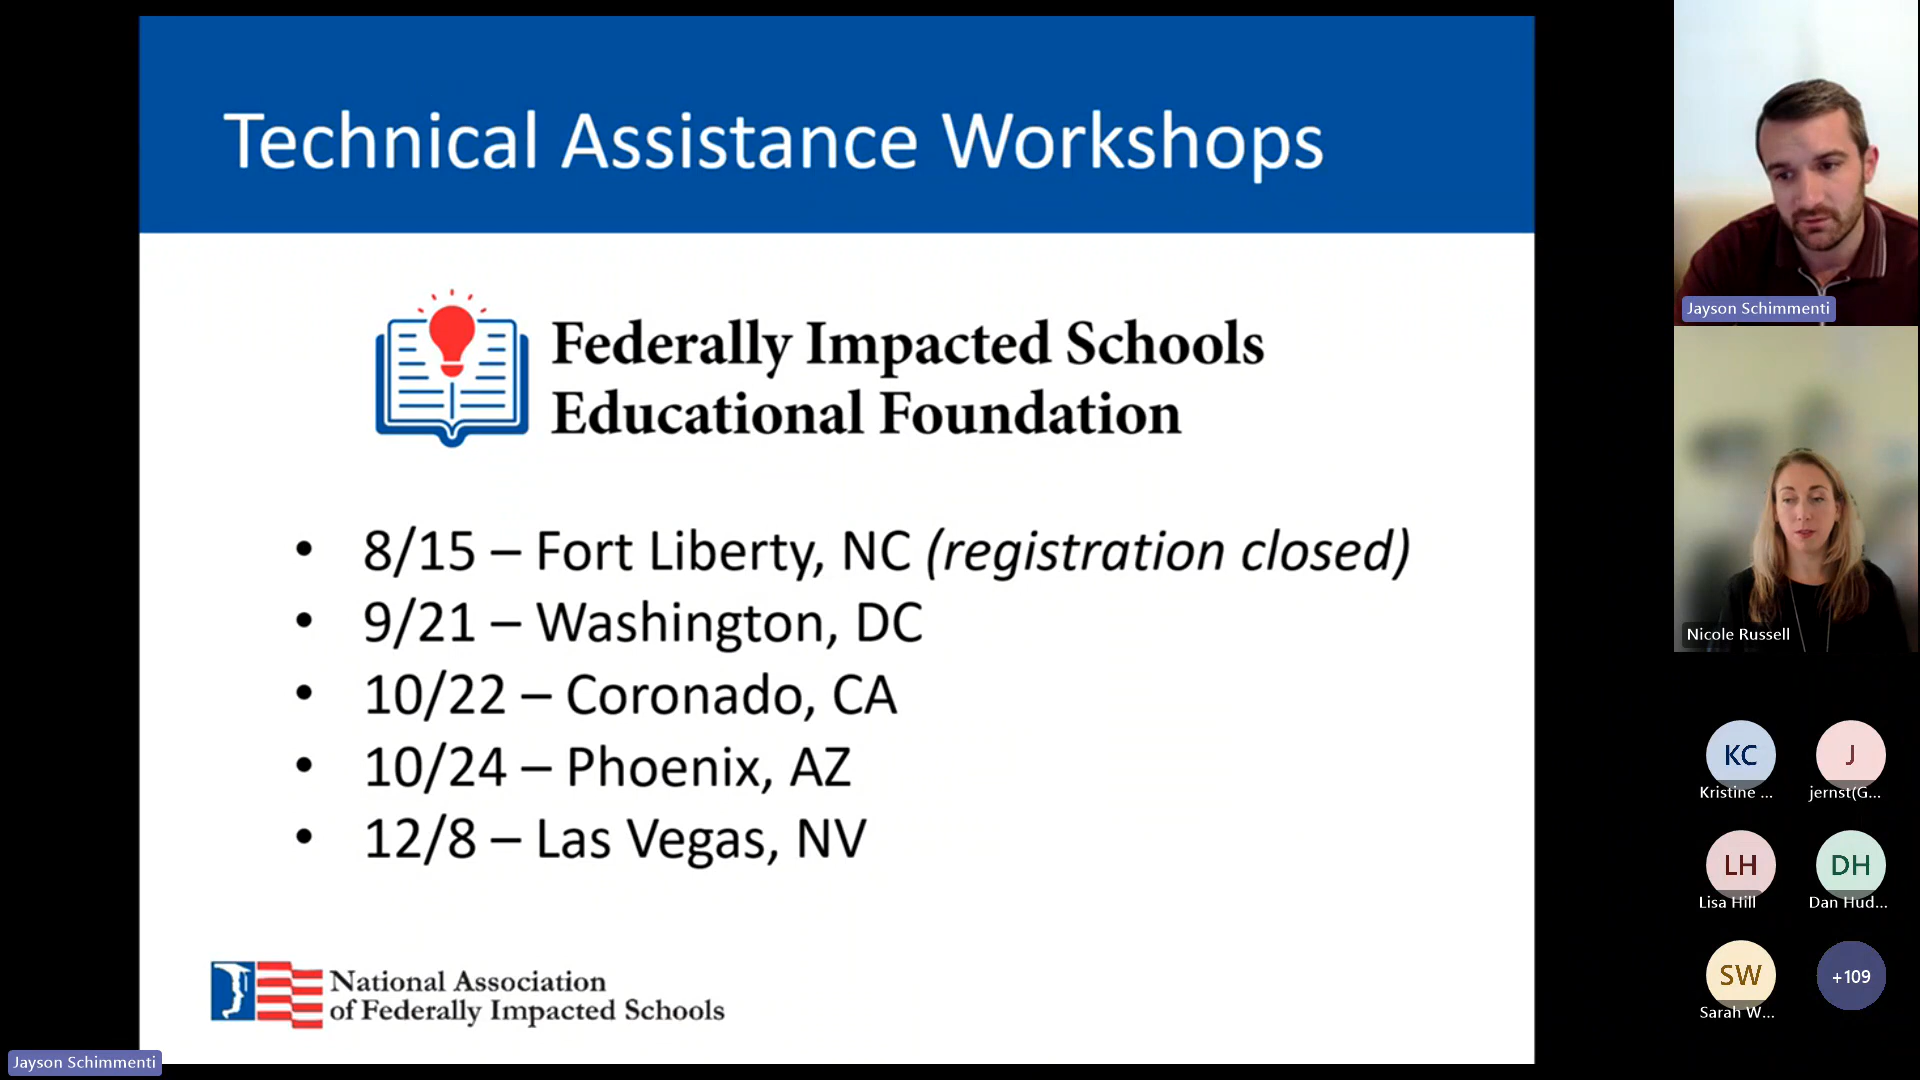 Technical Assistance Workshops
Federally Impacted Schools
Educational Foundation
• 8/15 – Fort Liberty, NC (registration closed)
• 9/21 – Washington, DC
• 10/22 – Coronado, CA
• 10/24 – Phoenix, AZ
• 12/8 – Las Vegas, NV
National Association
of Federally Impacted Schools
Jayson Schimmenti
Jayson Schimmenti
Nicole Russell
KC
Kristine ...
J
jernst(G...
LH
Lisa Hill
DH
Dan Hud...
SW
Sarah W...
+109